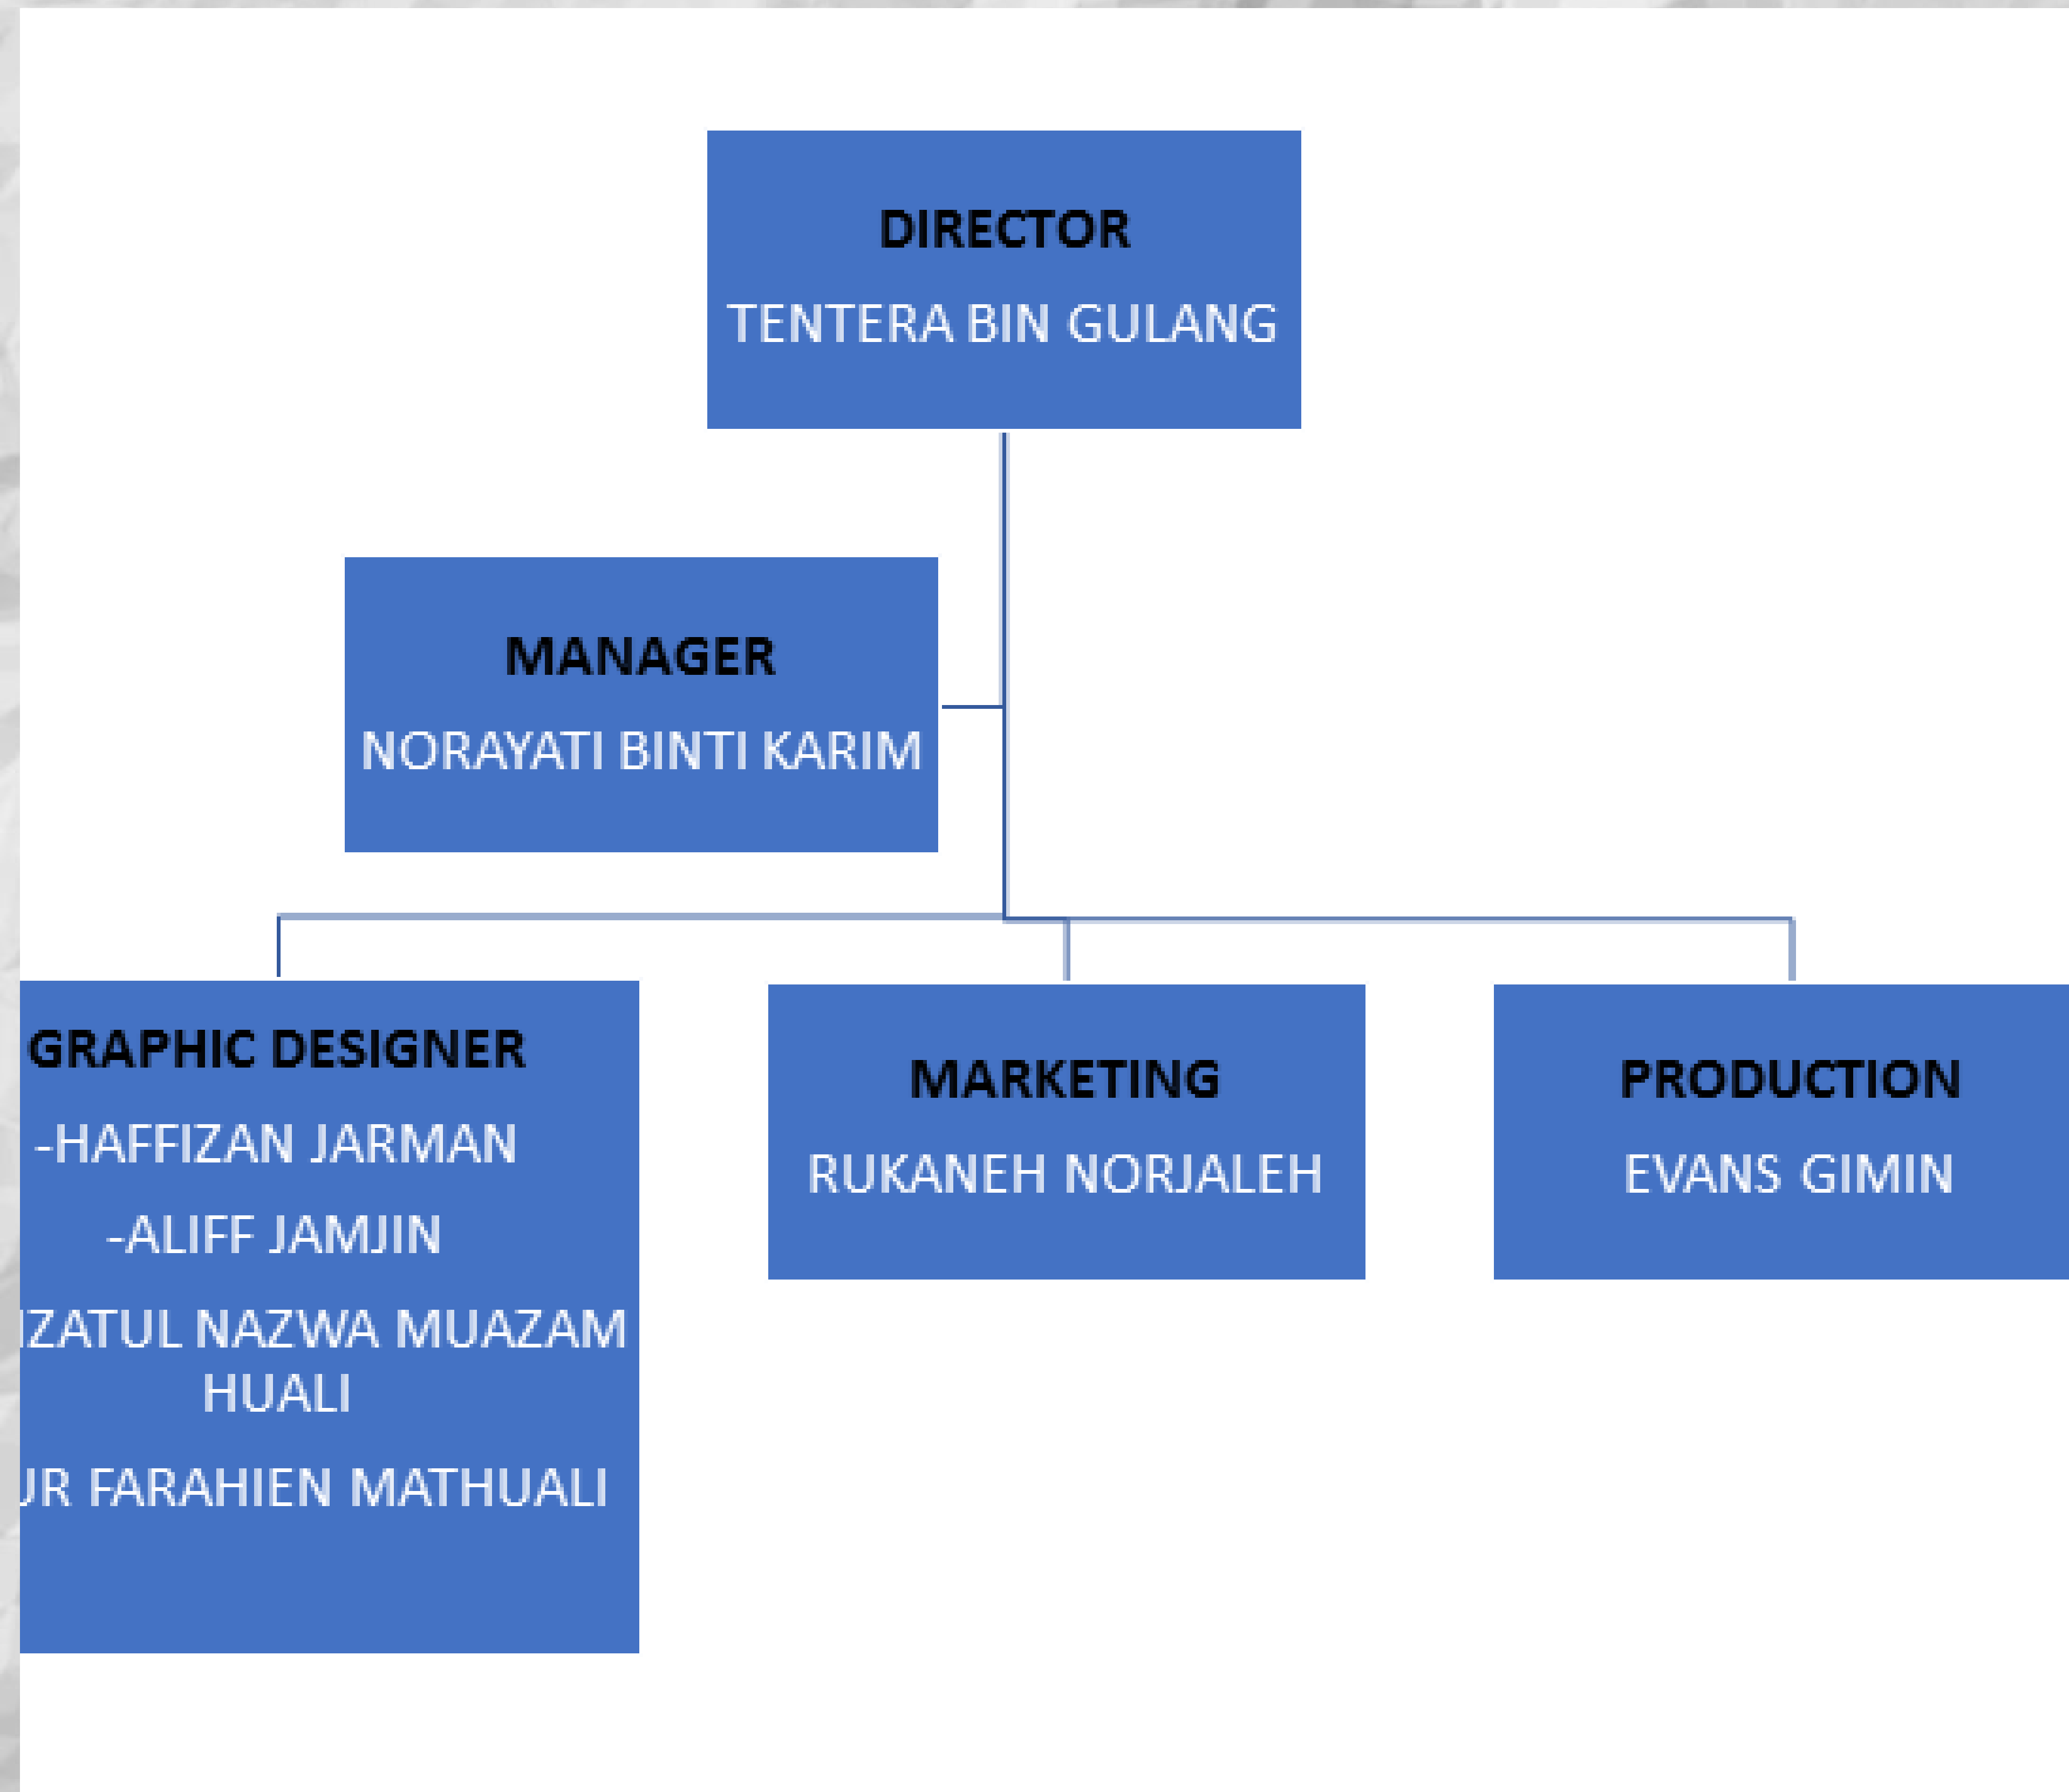 DIRECTOR
TENTERA BIN GULANG
MANAGER
NORAYATI BINTI KARIM
GRAPHIC DESIGNER
-HAFFIZAN JARMAN
-ALIFF JAMJIN
NAZWA MUAZAM
HUALI
FARAHIEN MATHUALI
MARKETING
RUKANEH NORJALEH
PRODUCTION
EVANS GIMIN